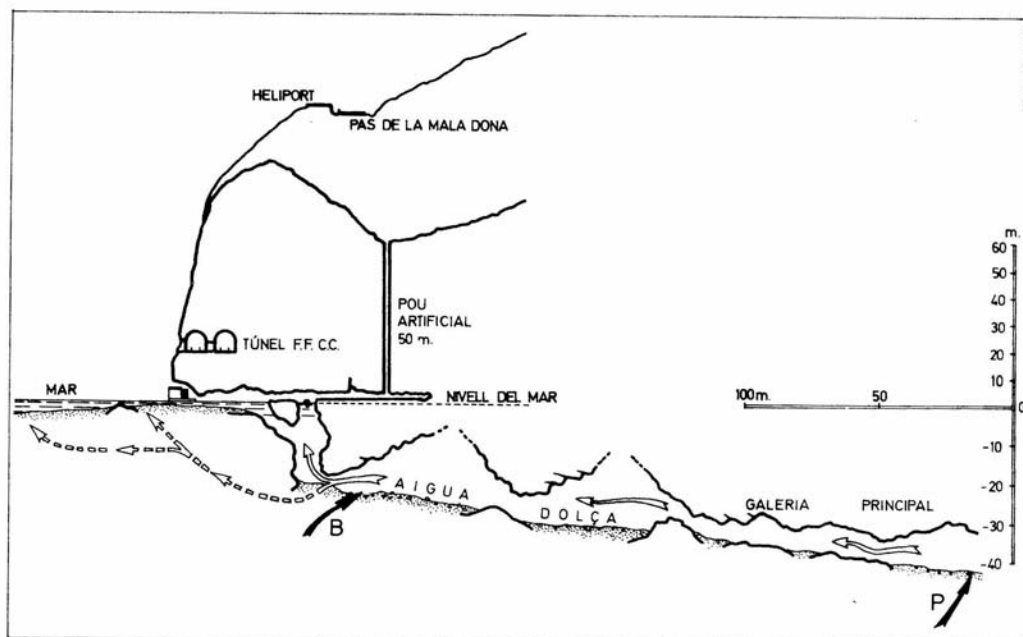 HELIPORT
PAS DE LA MALA DONA
m.
60
50
40
30
20
10
0
-10
-20
-30
-40
POU
ARTIFICIAL
50 m.
TÚNEL F.F. C.C.
MAR
NIVELL DEL MAR
100m.
50
AIGUA
DOLÇA
GALERIA PRINCIPAL
B
P